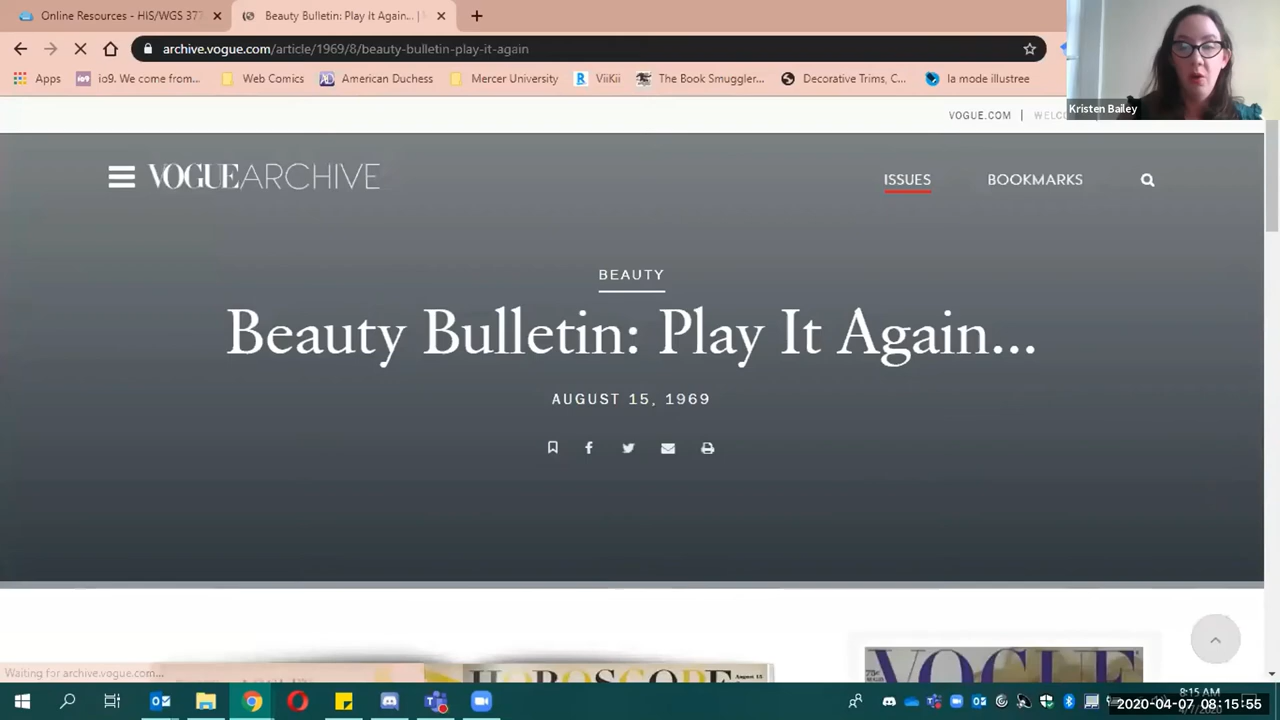 Online Resources - HIS/WGS 377
Beauty Bulletin: Play It Again... |
archive.vogue.com/article/1969/8/beauty-bulletin-play-it-again
Apps
io9. We come from...
Web Comics
American Duchess
Mercer University
ViiKii
The Book Smuggler...
Decorative Trims, C...
la mode illustree
Kristen Bailey
VOGUE.COM |
VOGUEARCHIVE
ISSUES
BOOKMARKS
BEAUTY
Beauty Bulletin: Play It Again...
AUGUST 15, 1969
Waiting for archive.vogue.com...
HOROSCOPE
August 15
VOGUE
8:15 AM
2020-04-07 08:15:55